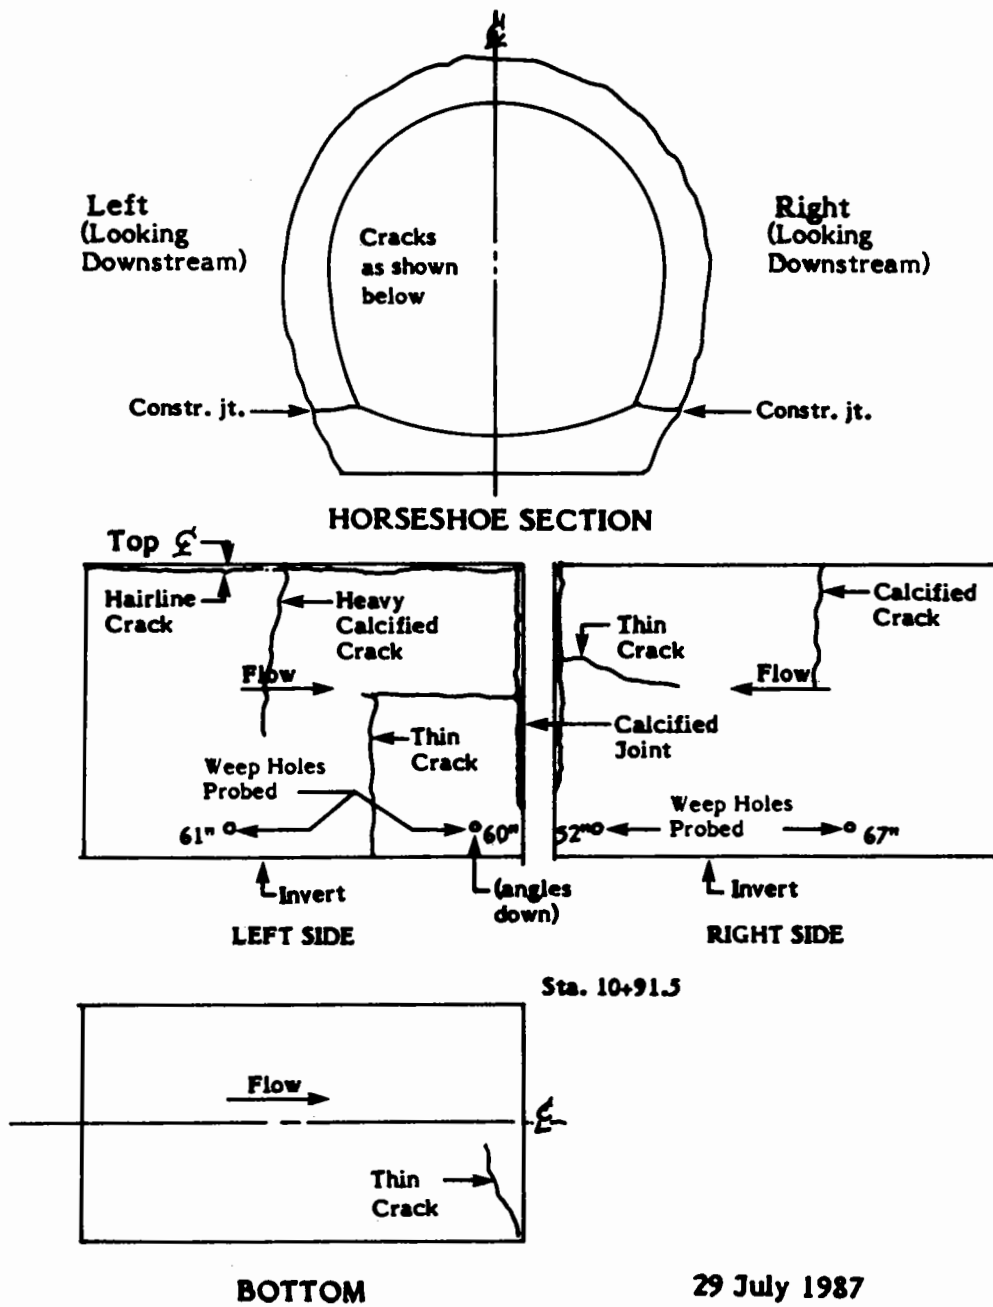 ℄
Left
(Looking
Downstream)
Right
(Looking
Downstream)
Cracks
as shown
below
Constr. jt.
Constr. jt.
HORSESHOE SECTION
Top ℄
Hairline
Crack
Heavy
Calcified
Crack
Flow
Thin
Crack
Weep Holes
Probed
61"
60"
Invert
(angles
down)
LEFT SIDE
Calcified
Joint
Thin
Crack
Calcified
Crack
Flow
52"
Weep Holes
Probed
67"
Invert
RIGHT SIDE
Sta. 10+91.5
Flow
℄
Thin
Crack
BOTTOM
29 July 1987